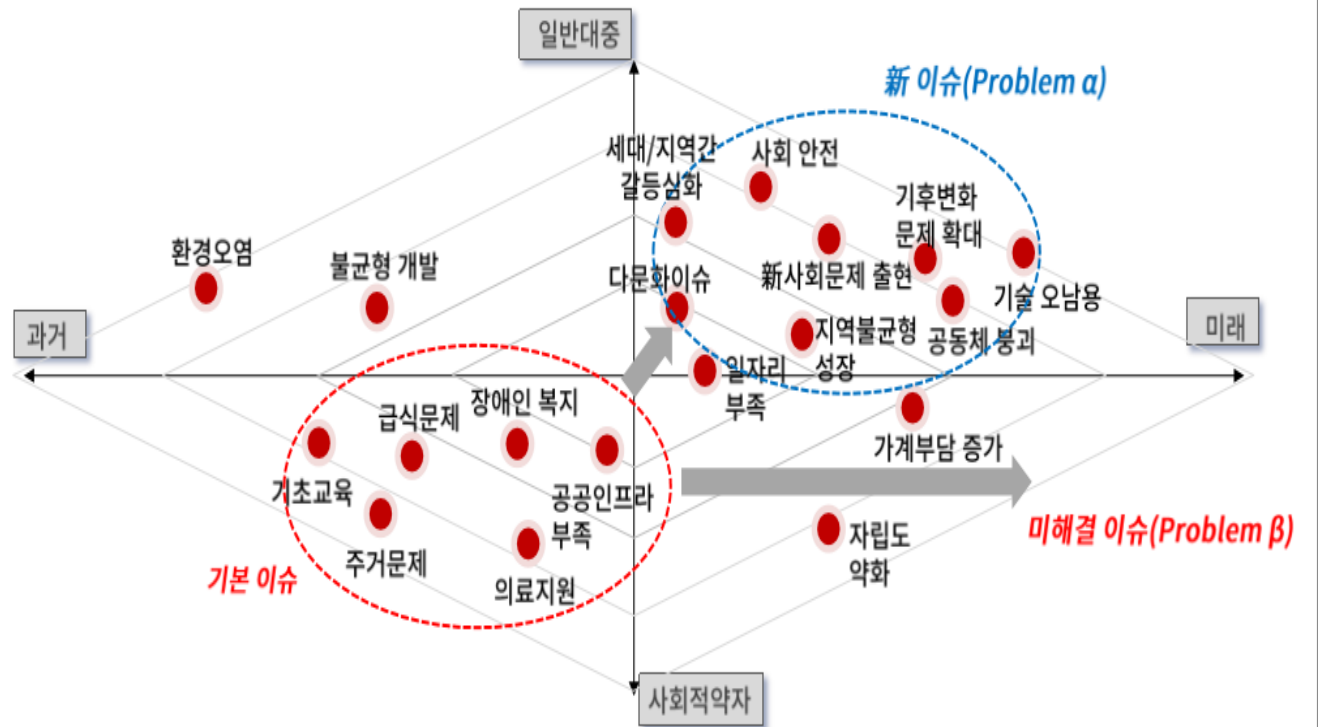 일반대중
新 이슈(Problem α)
세대/지역간
갈등심화
사회 안전
기후변화
문제 확대
환경오염
불균형 개발
다문화이슈
新사회문제 출현
기술 오남용
과거
미래
지역불균형
성장
공동체 붕괴
일자리
부족
급식문제
장애인 복지
가계부담 증가
기초교육
공공인프라
부족
주거문제
의료지원
기본 이슈
자립도
약화
미해결 이슈(Problem β)
사회적약자